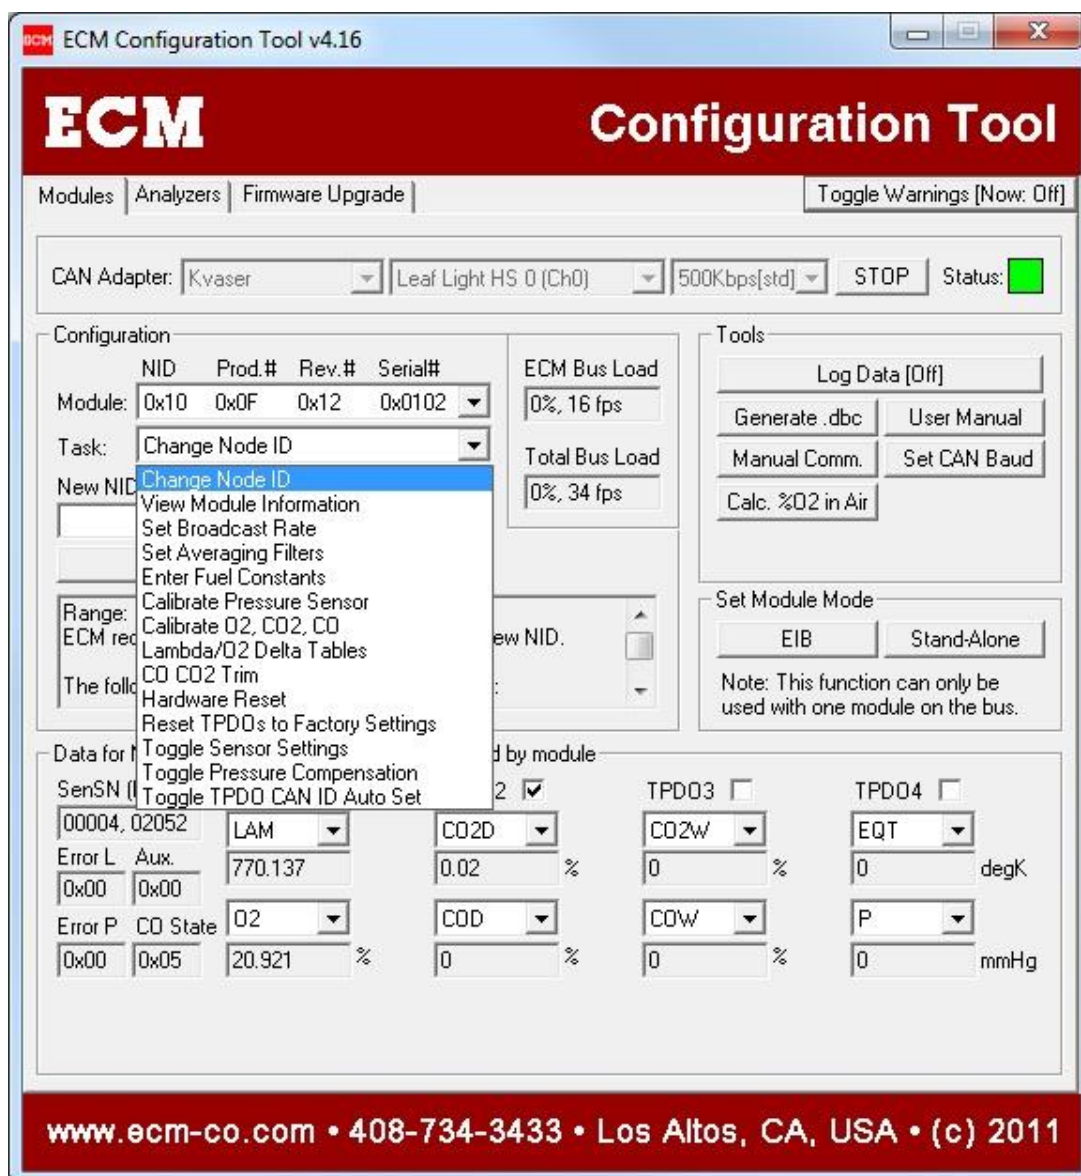 ECM Configuration Tool v4.16
ECM Configuration Tool
Modules Analyzers Firmware Upgrade Toggle Warnings [Now: Off]
CAN Adapter: Kvaser Leaf Light HS 0 (Ch0) 500Kbps[std] STOP Status:
Configuration
NID Prod.# Rev.# Serial#
Module: 0x10 0x0F 0x12 0x0102
Task: Change Node ID
New NID
Change Node ID
View Module Information
Set Broadcast Rate
Set Averaging Filters
Enter Fuel Constants
Calibrate Pressure Sensor
Calibrate O2, CO2, CO
Lambda/O2 Delta Tables
CO CO2 Trim
Hardware Reset
Reset TPDOs to Factory Settings
Toggle Sensor Settings
Toggle Pressure Compensation
Toggle TPDO CAN ID Auto Set
Range:
ECM rec ew NID.
The follo :
ECM Bus Load
0%, 16 fps
Total Bus Load
0%, 34 fps
Tools
Log Data [Off]
Generate .dbc User Manual
Manual Comm. Set CAN Baud
Calc. %O2 in Air
Set Module Mode
EIB Stand-Alone
Note: This function can only be
used with one module on the bus.
Data for d by module
SenSN ( 2 TPDO3 TPDO4
00004, 02052 LAM CO2D CO2W EQT
Error L Aux. 770.137 0.02 % 0 % 0 degK
0x00 0x00
Error P CO State O2 COD COW P
0x00 0x05 20.921 % 0 % 0 % 0 mmHg
www.ecm-co.com • 408-734-3433 • Los Altos, CA, USA • (c) 2011